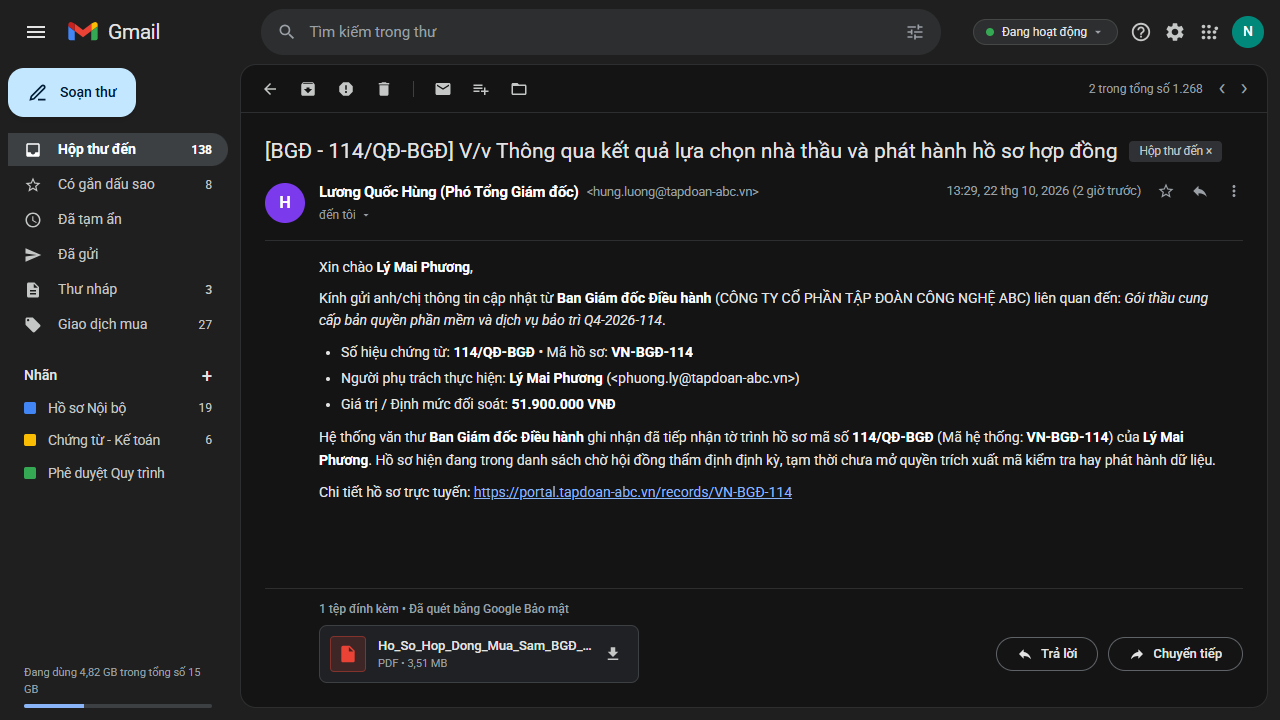 Gmail
Tìm kiếm trong thư
Đang hoạt động
N
Soạn thư
Hộp thư đến 138
Có gắn dấu sao 8
Đã tạm ẩn
Đã gửi
Thư nháp 3
Giao dịch mua 27
Nhãn +
Hồ sơ Nội bộ 19
Chứng từ - Kế toán 6
Phê duyệt Quy trình
Đang dùng 4,82 GB trong tổng số 15
GB
2 trong tổng số 1.268
[BGĐ - 114/QĐ-BGĐ] V/v Thông qua kết quả lựa chọn nhà thầu và phát hành hồ sơ hợp đồng Hộp thư đến ×
H
Lương Quốc Hùng (Phó Tổng Giám đốc) <hung.luong@tapdoan-abc.vn> 13:29, 22 thg 10, 2026 (2 giờ trước)
đến tôi
Xin chào Lý Mai Phương,
Kính gửi anh/chị thông tin cập nhật từ Ban Giám đốc Điều hành (CÔNG TY CỔ PHẦN TẬP ĐOÀN CÔNG NGHỆ ABC) liên quan đến: Gói thầu cung
cấp bản quyền phần mềm và dịch vụ bảo trì Q4-2026-114.
• Số hiệu chứng từ: 114/QĐ-BGĐ • Mã hồ sơ: VN-BGĐ-114
• Người phụ trách thực hiện: Lý Mai Phương (<phuong.ly@tapdoan-abc.vn>)
• Giá trị / Định mức đối soát: 51.900.000 VNĐ
Hệ thống văn thư Ban Giám đốc Điều hành ghi nhận đã tiếp nhận tờ trình hồ sơ mã số 114/QĐ-BGĐ (Mã hệ thống: VN-BGĐ-114) của Lý Mai
Phương. Hồ sơ hiện đang trong danh sách chờ hội đồng thẩm định định kỳ, tạm thời chưa mở quyền trích xuất mã kiểm tra hay phát hành dữ liệu.
Chi tiết hồ sơ trực tuyến: https://portal.tapdoan-abc.vn/records/VN-BGĐ-114
1 tệp đính kèm • Đã quét bằng Google Bảo mật
Ho_So_Hop_Dong_Mua_Sam_BGĐ_...
PDF • 3,51 MB
Trả lời
Chuyển tiếp